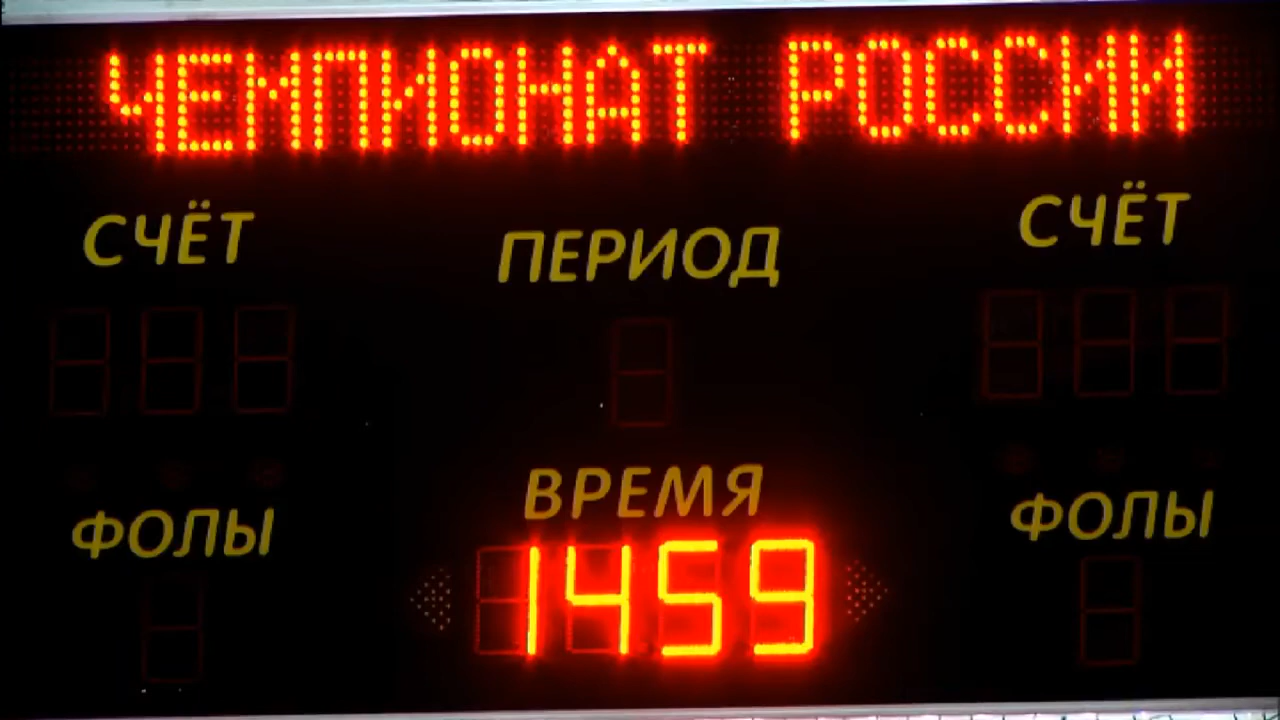 ЧЕМПИОНАТ РОССИИ
СЧЁТ ПЕРИОД СЧЁТ
ВРЕМЯ
ФОЛЫ ФОЛЫ
1459